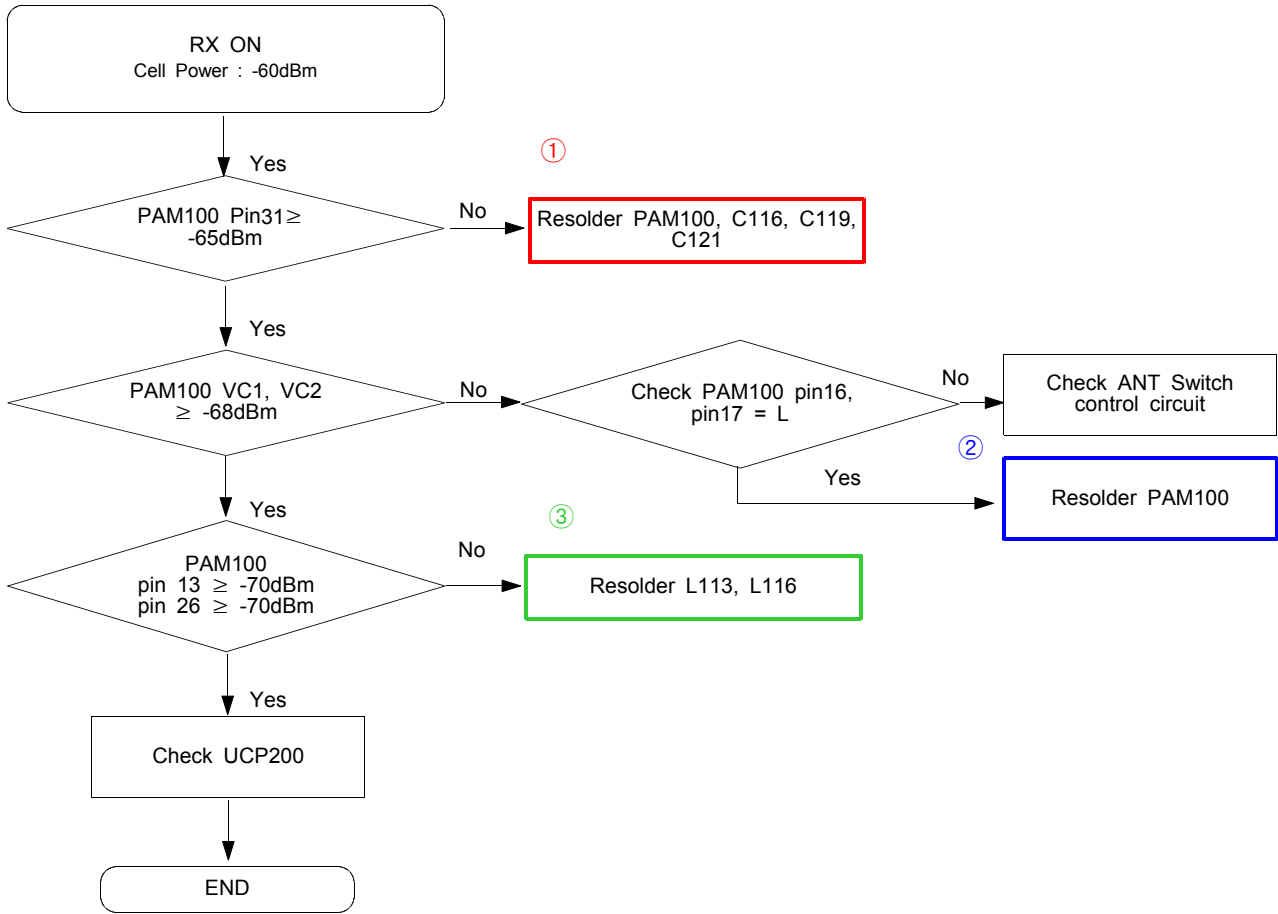 RX ON
Cell Power : -60dBm
Yes
①
PAM100 Pin31≥
-65dBm
No
Resolder PAM100, C116, C119,
C121
Yes
PAM100 VC1, VC2
≥ -68dBm
No
Check PAM100 pin16,
pin17 = L
No
Check ANT Switch
control circuit
②
Yes
Resolder PAM100
Yes
③
PAM100
pin 13 ≥ -70dBm
pin 26 ≥ -70dBm
No
Resolder L113, L116
Yes
Check UCP200
END